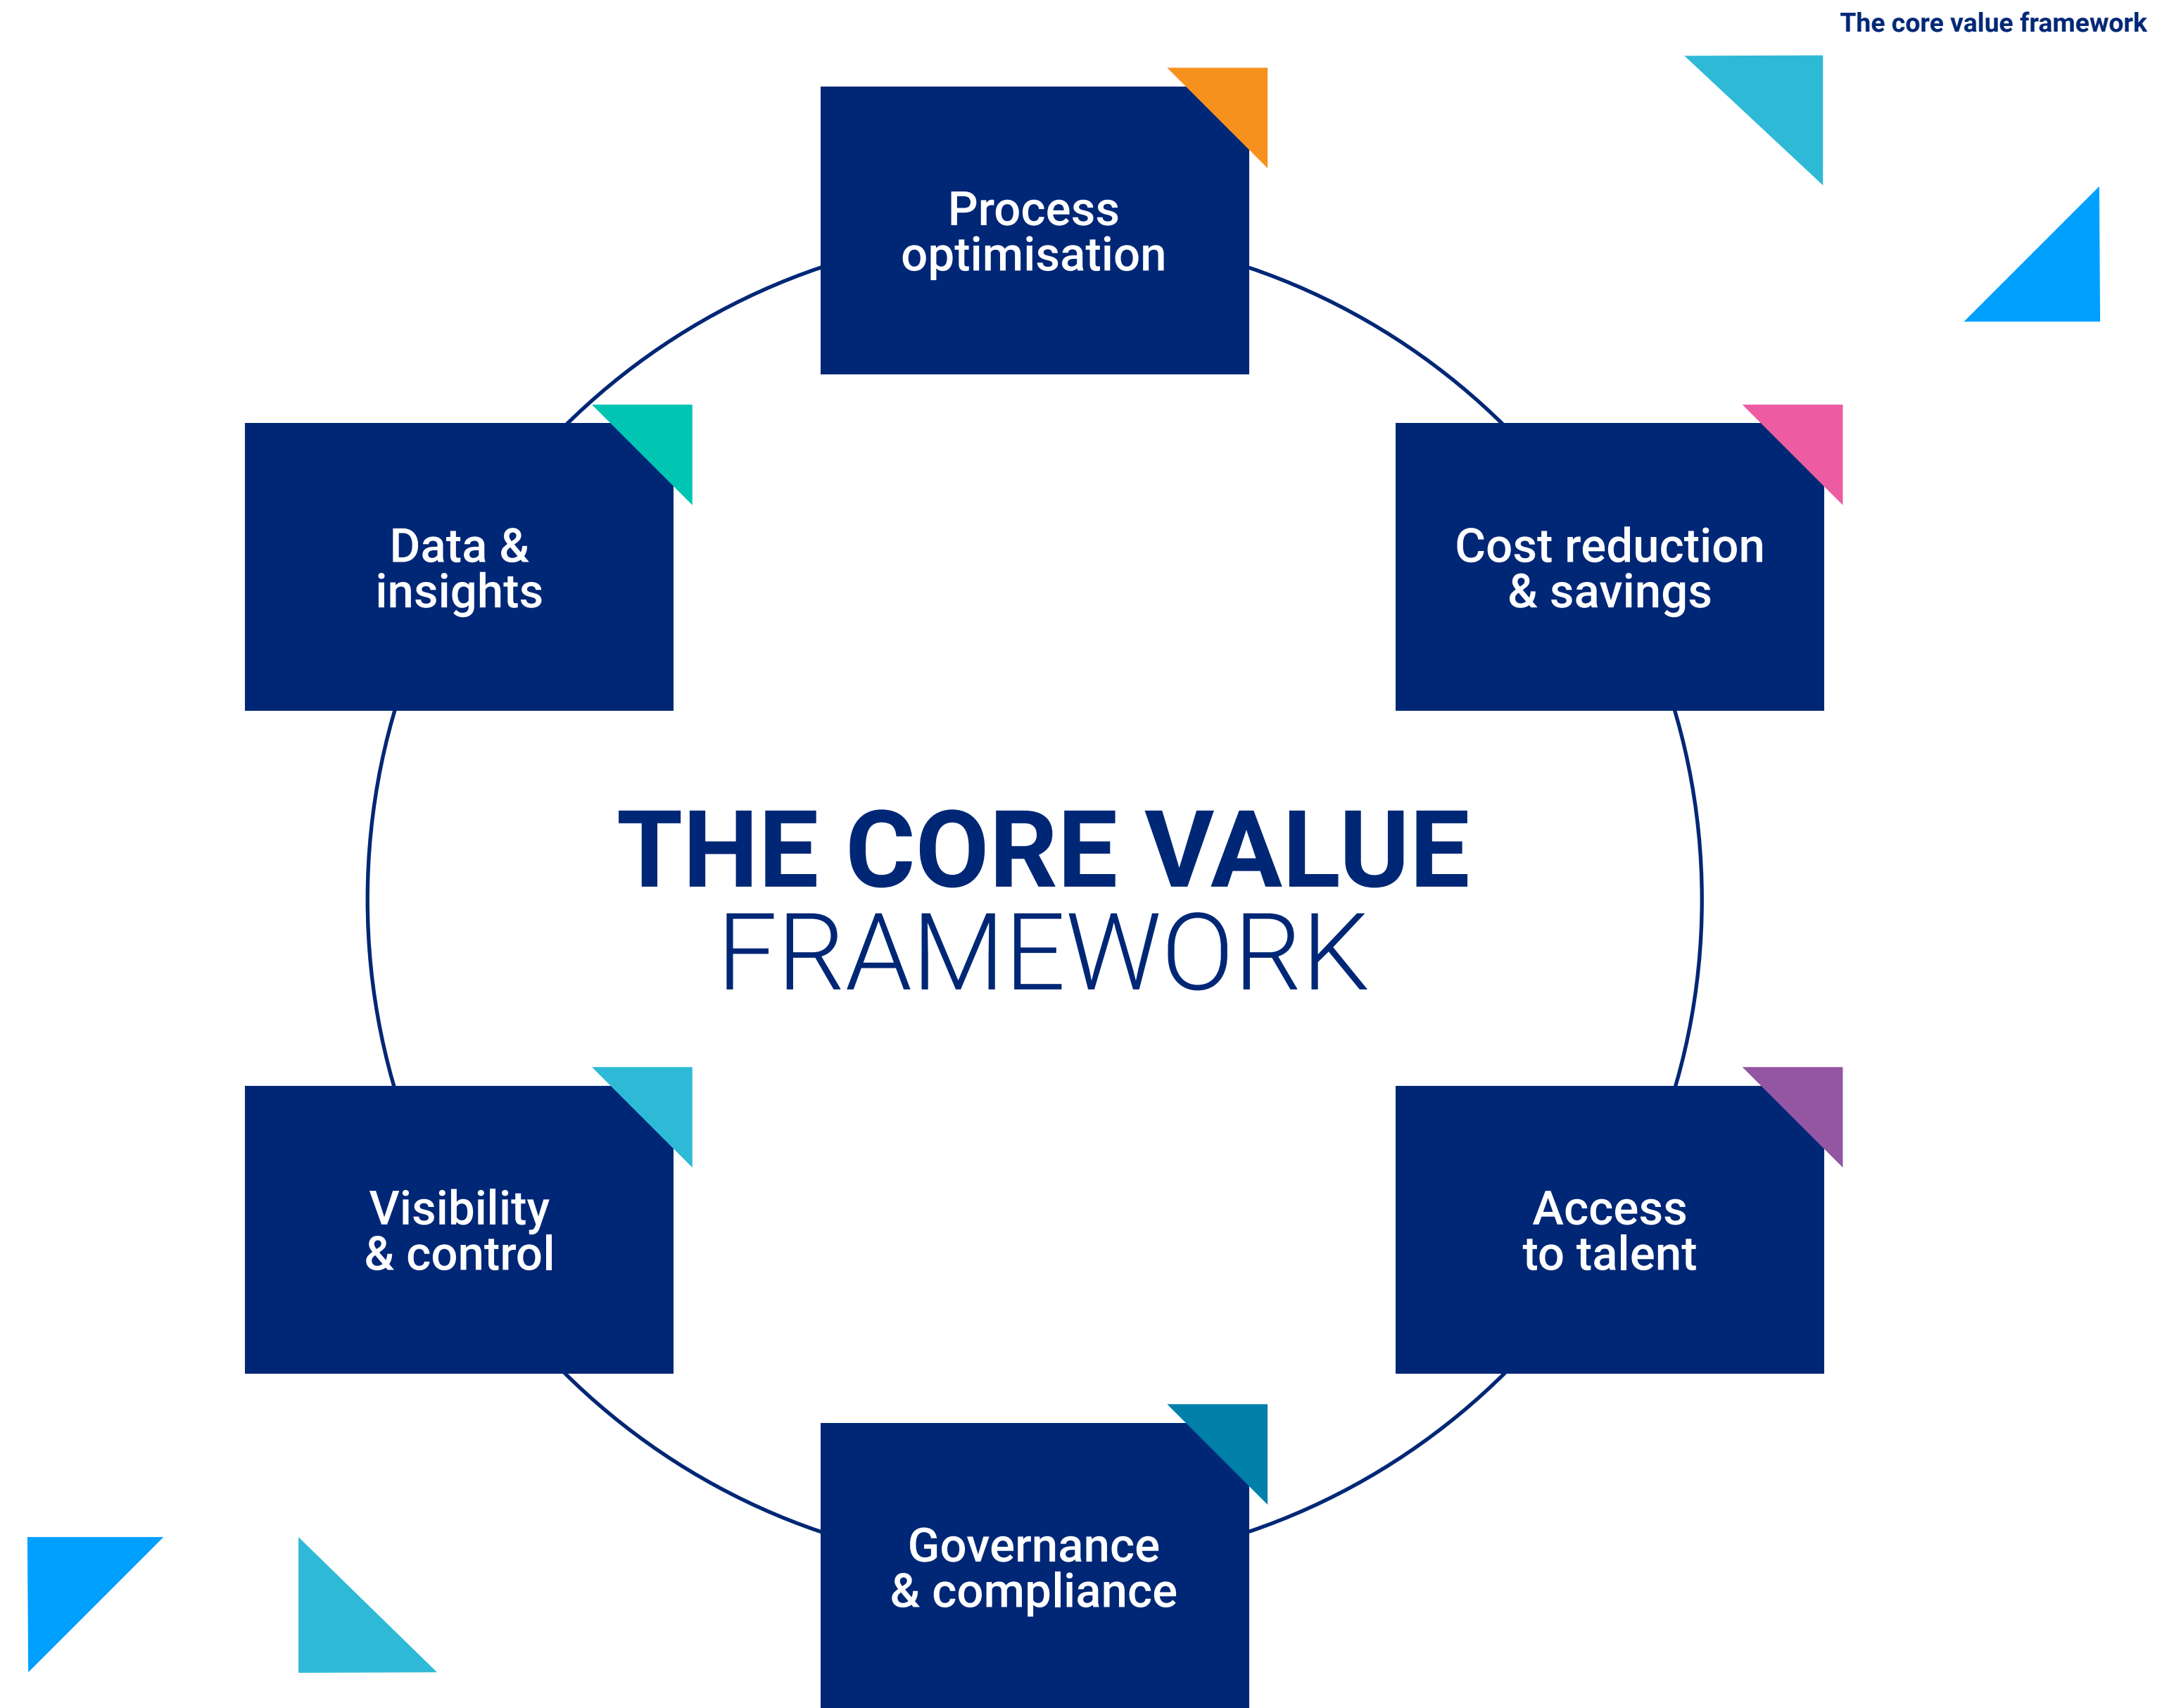 The core value framework
Process
optimisation
Data &
insights
Cost reduction
& savings
THE CORE VALUE
FRAMEWORK
Visibility
& control
Access
to talent
Governance
& compliance